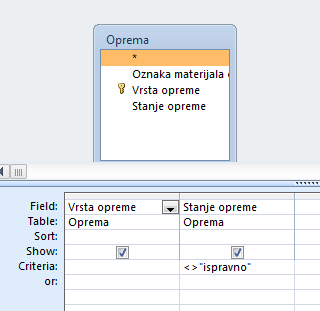 Oprema
*
Oznaka materijala
Vrsta opreme
Stanje opreme
Field: Vrsta opreme Stanje opreme
Table: Oprema Oprema
Sort:
Show:
Criteria: <>"ispravno"
or: